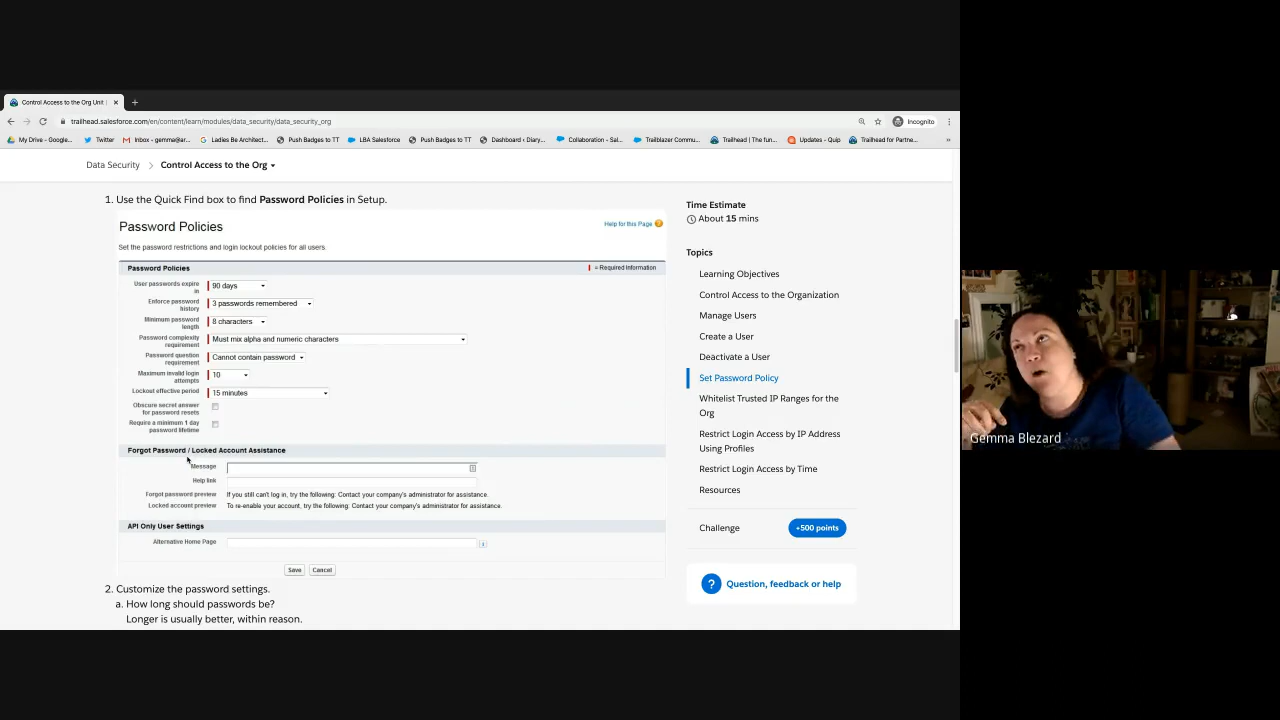 Control Access to the Org Unit |
trailhead.salesforce.com/en/content/learn/modules/data_security/data_security_org
Incognito
My Drive - Google...
Twitter
Inbox - gemma@ar...
Ladies Be Architect...
Push Badges to TT
LBA Salesforce
Push Badges to TT
Dashboard ‹ Diary...
Collaboration - Sal...
Trailblazer Commu...
Trailhead | The fun...
Updates - Quip
Trailhead for Partne...
Data Security
Control Access to the Org
1. Use the Quick Find box to find Password Policies in Setup.
Password Policies
Help for this Page
Set the password restrictions and login lockout policies for all users.
Password Policies
= Required Information
User passwords expire in
90 days
Enforce password history
3 passwords remembered
Minimum password length
8 characters
Password complexity requirement
Must mix alpha and numeric characters
Password question requirement
Cannot contain password
Maximum invalid login attempts
10
Lockout effective period
15 minutes
Obscure secret answer for password resets
Require a minimum 1 day password lifetime
Forgot Password / Locked Account Assistance
Message
Help link
Forgot password preview
If you still can't log in, try the following: Contact your company's administrator for assistance.
Locked account preview
To re-enable your account, try the following: Contact your company's administrator for assistance.
API Only User Settings
Alternative Home Page
Save
Cancel
2. Customize the password settings.
a. How long should passwords be?
Longer is usually better, within reason.
Time Estimate
About 15 mins
Topics
Learning Objectives
Control Access to the Organization
Manage Users
Create a User
Deactivate a User
Set Password Policy
Whitelist Trusted IP Ranges for the
Org
Restrict Login Access by IP Address
Using Profiles
Restrict Login Access by Time
Resources
Challenge
+500 points
Question, feedback or help
Gemma Blezard